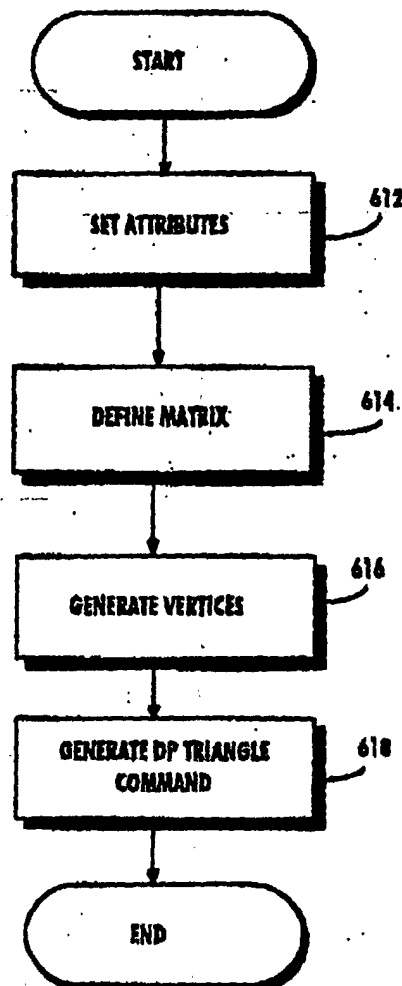 START
SET ATTRIBUTES
612
DEFINE MATRIX
614
GENERATE VERTICES
616
GENERATE DP TRIANGLE
COMMAND
618
END